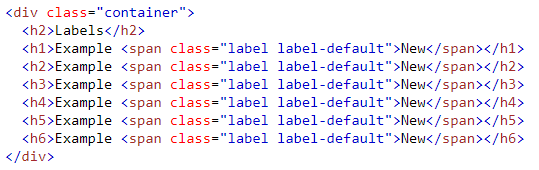 <div class="container">
  <h2>Labels</h2>
  <h1>Example <span class="label label-default">New</span></h1>
  <h2>Example <span class="label label-default">New</span></h2>
  <h3>Example <span class="label label-default">New</span></h3>
  <h4>Example <span class="label label-default">New</span></h4>
  <h5>Example <span class="label label-default">New</span></h5>
  <h6>Example <span class="label label-default">New</span></h6>
</div>